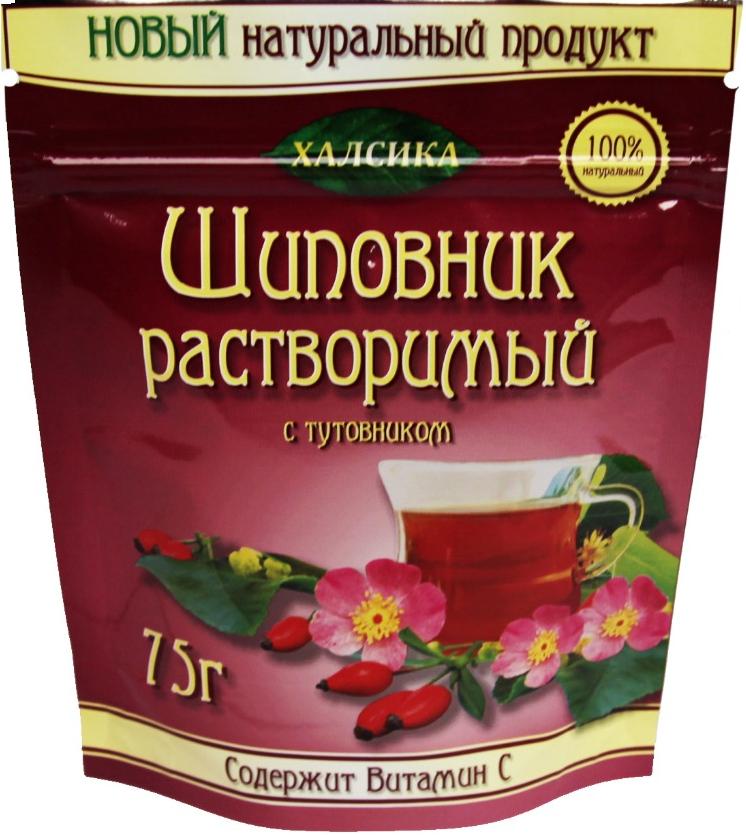 НОВЫЙ натуральный продукт
ХАЛСИКА
100%
натуральный
Шиповник
растворимый
с тутовником
75г
Содержит Витамин С